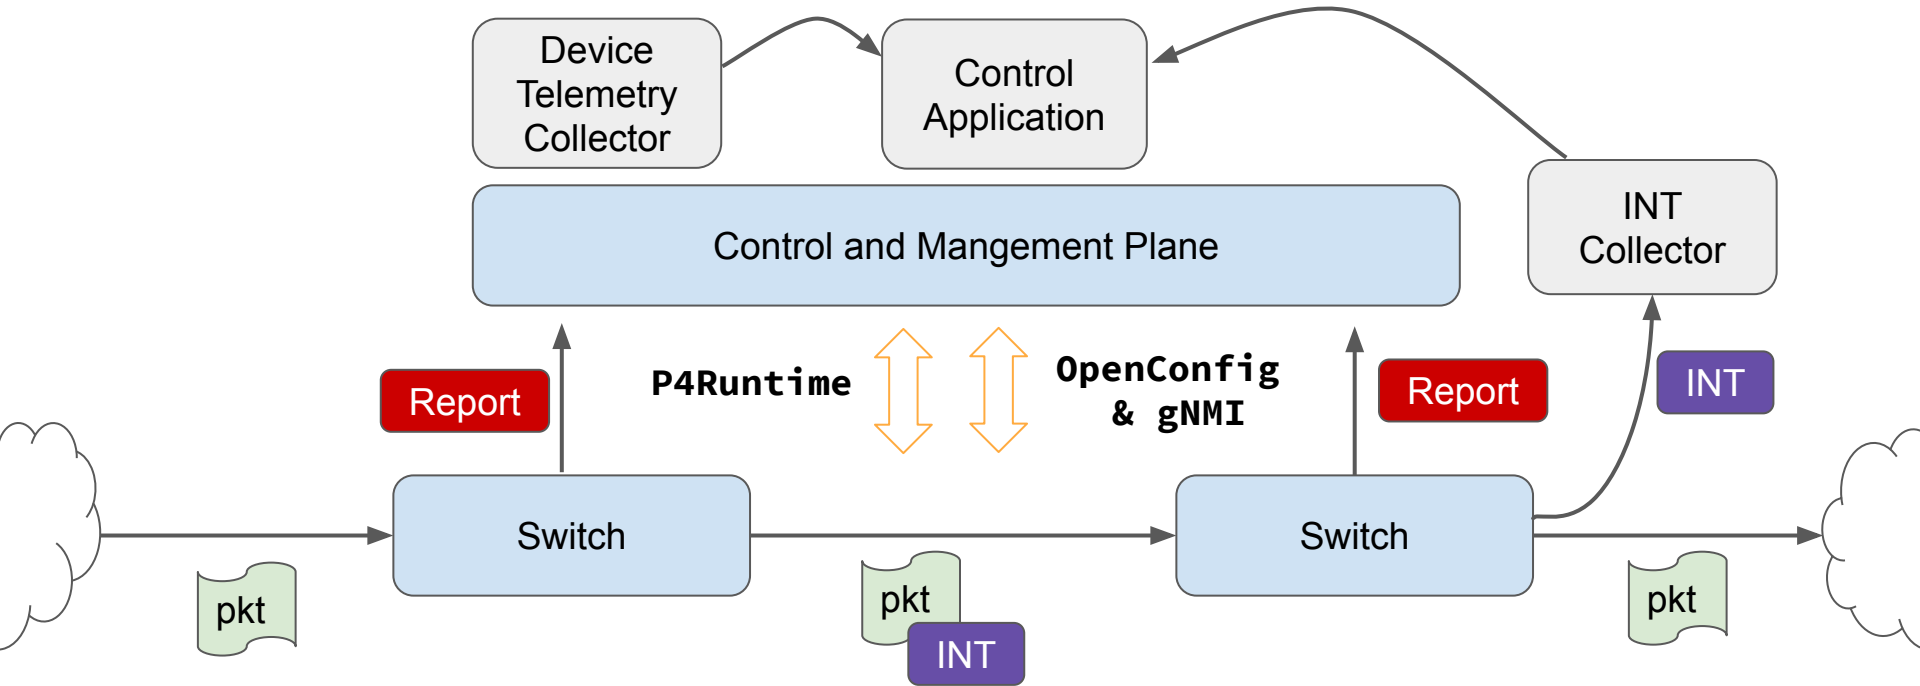 Device
Telemetry
Collector
Control
Application
INT
Collector
Control and Mangement Plane
Report
P4Runtime
OpenConfig
& gNMI
Report
INT
Switch
Switch
pkt
pkt
INT
pkt